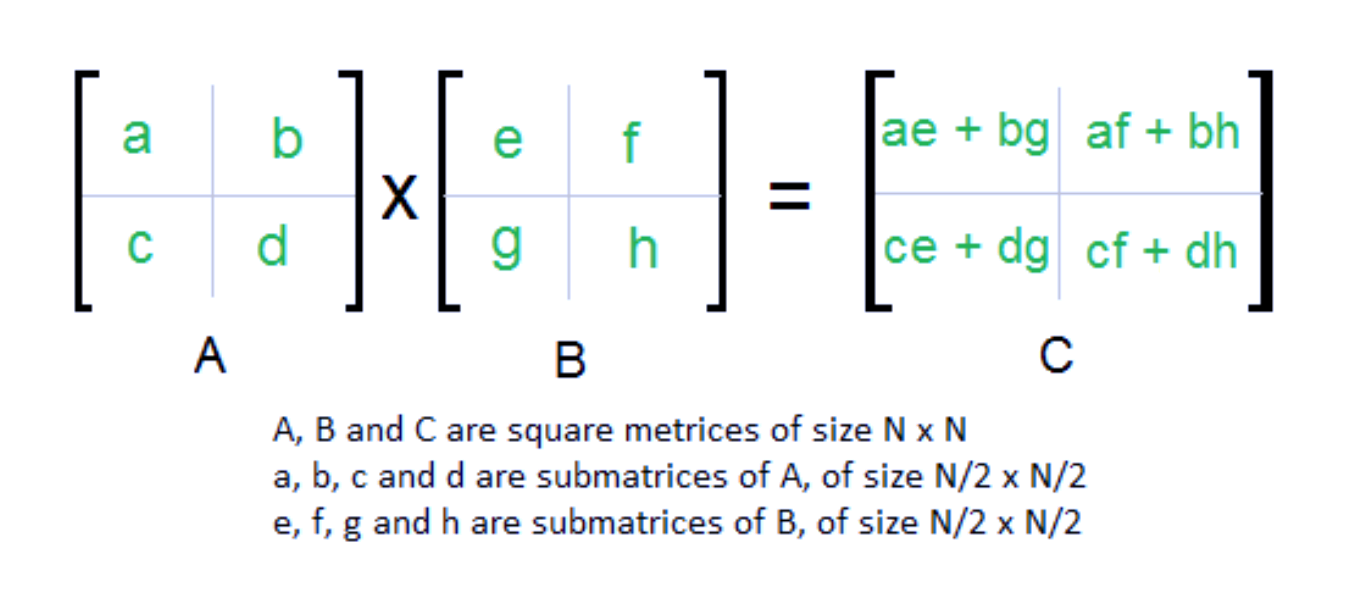 a b e f ae + bg af + bh
X =
c d g h ce + dg cf + dh
A B C
A, B and C are square metrices of size N x N
a, b, c and d are submatrices of A, of size N/2 x N/2
e, f, g and h are submatrices of B, of size N/2 x N/2